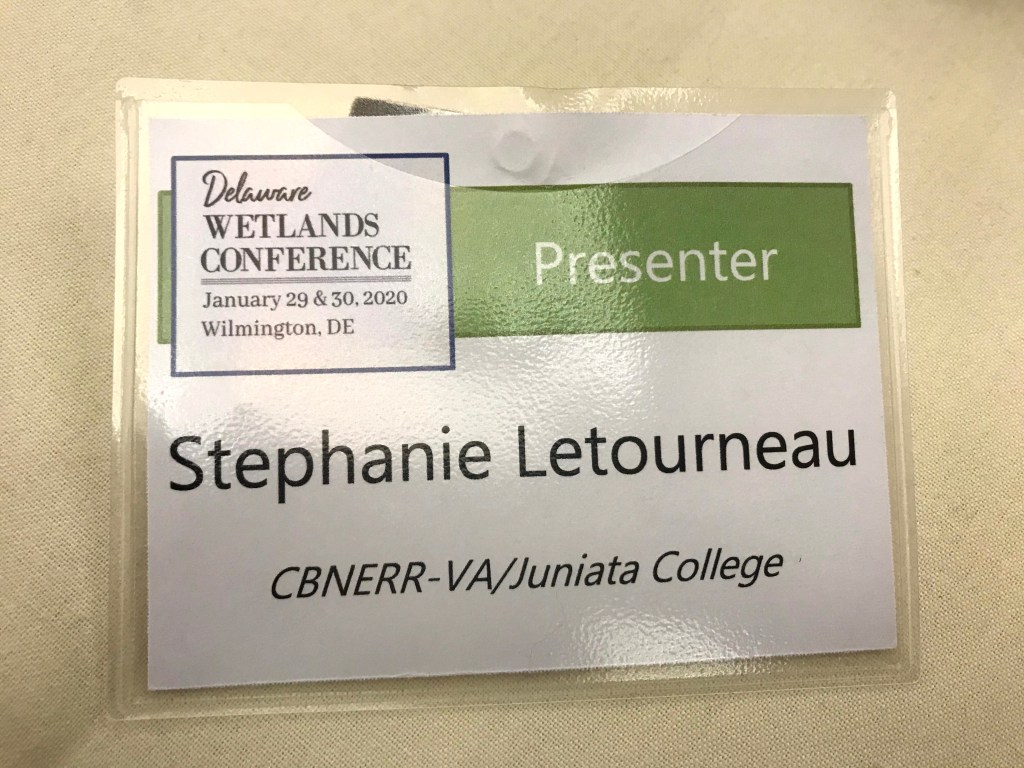 Delaware
WETLANDS
CONFERENCE
January 29 & 30, 2020
Wilmington, DE
Presenter
Stephanie Letourneau
CBNERR-VA/Juniata College